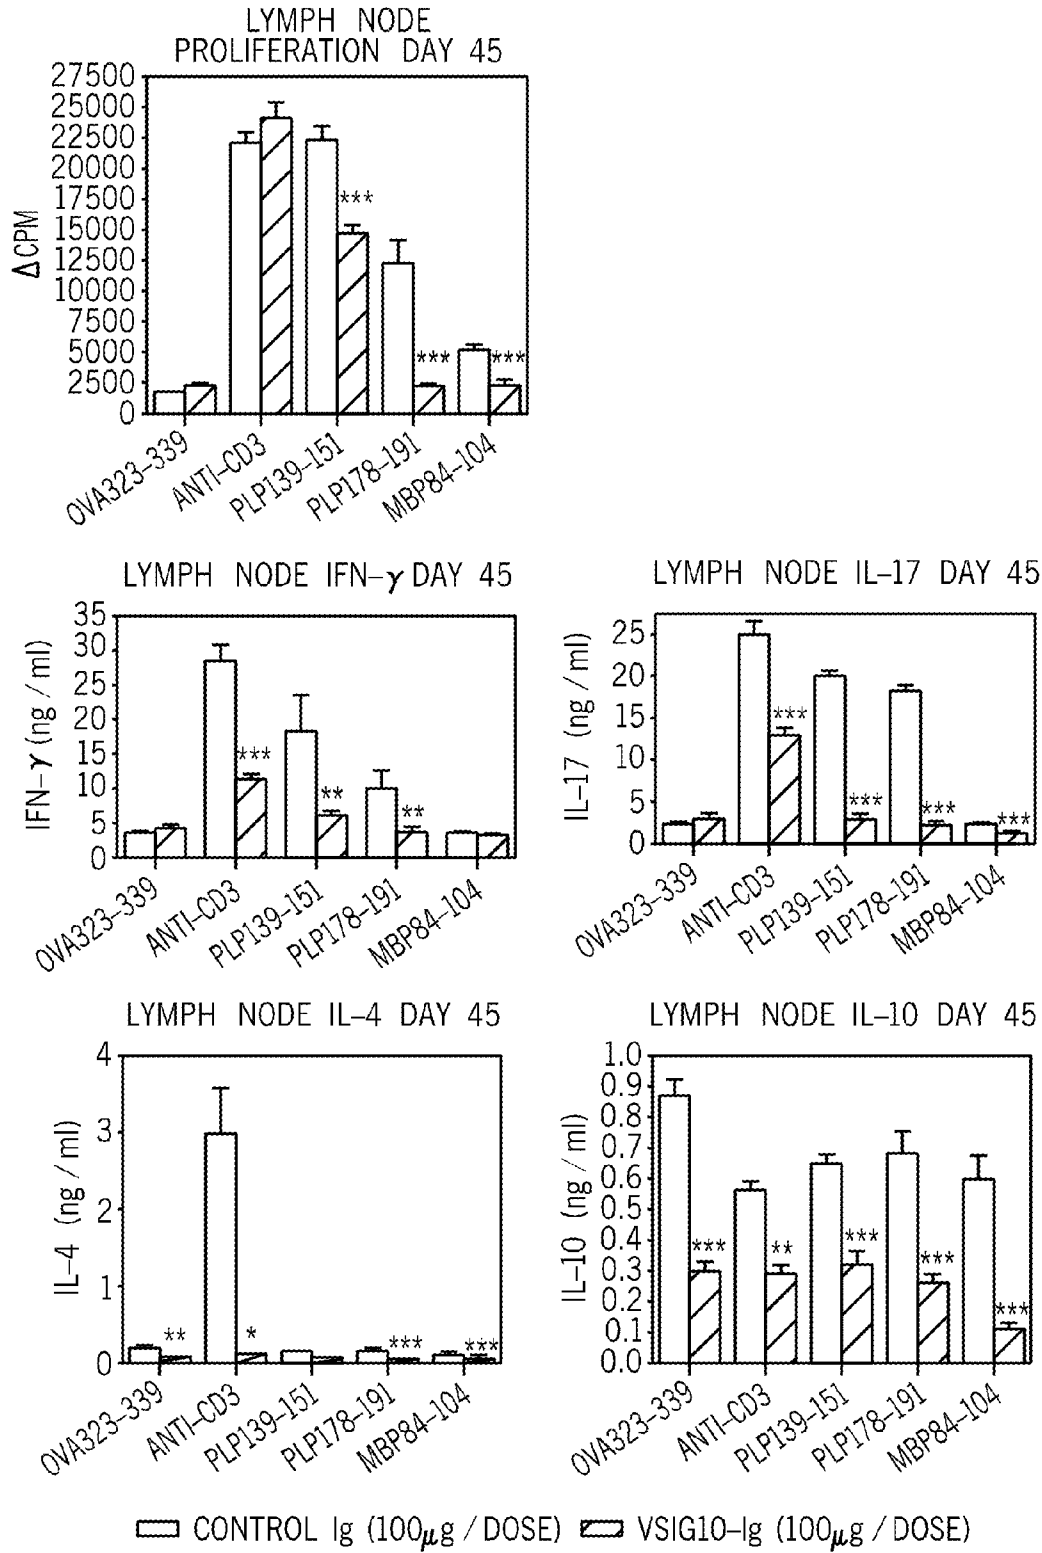 LYMPH NODE
PROLIFERATION DAY 45
27500
25000
22500
20000
17500
15000
12500
10000
7500
5000
2500
0
ΔCPM
***
***
***
OVA323-339
ANTI-CD3
PLP139-151
PLP178-191
MBP84-104
LYMPH NODE IFN-γ DAY 45
35
30
25
20
15
10
5
0
IFN-γ (ng/ml)
***
**
**
OVA323-339
ANTI-CD3
PLP139-151
PLP178-191
MBP84-104
LYMPH NODE IL-17 DAY 45
25
20
15
10
5
0
IL-17 (ng/ml)
***
***
***
***
OVA323-339
ANTI-CD3
PLP139-151
PLP178-191
MBP84-104
LYMPH NODE IL-4 DAY 45
4
3
2
1
0
IL-4 (ng/ml)
**
*
***
***
OVA323-339
ANTI-CD3
PLP139-151
PLP178-191
MBP84-104
LYMPH NODE IL-10 DAY 45
1.0
0.9
0.8
0.7
0.6
0.5
0.4
0.3
0.2
0.1
0.0
IL-10 (ng/ml)
***
**
***
***
***
OVA323-339
ANTI-CD3
PLP139-151
PLP178-191
MBP84-104
CONTROL Ig (100μg/DOSE) VSIG10-Ig (100μg/DOSE)